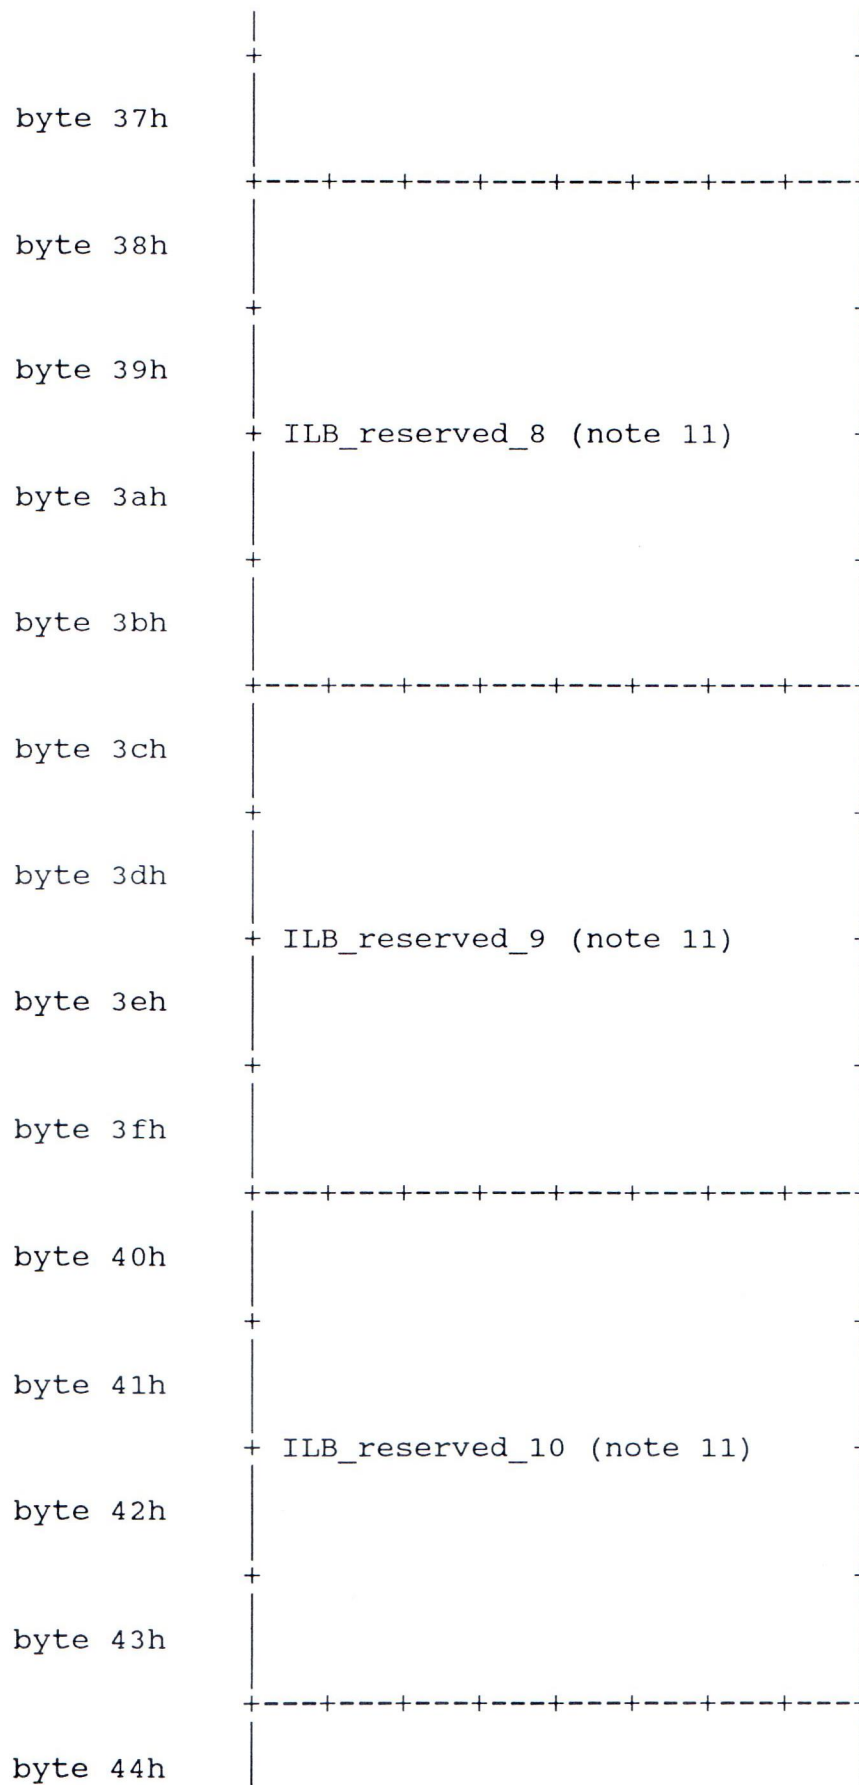 byte 37h
byte 38h
byte 39h
ILB_reserved_8 (note 11)
byte 3ah
byte 3bh
byte 3ch
byte 3dh
ILB_reserved_9 (note 11)
byte 3eh
byte 3fh
byte 40h
byte 41h
ILB_reserved_10 (note 11)
byte 42h
byte 43h
byte 44h